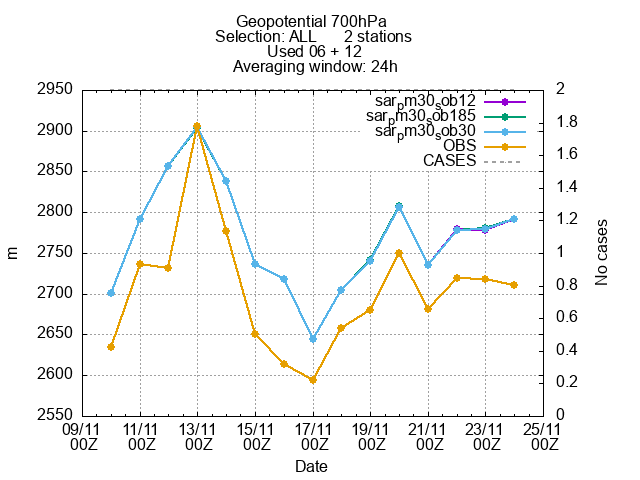 Geopotential 700hPa
Selection: ALL 2 stations
Used 06 + 12
Averaging window: 24h
2950
2900
2850
2800
2750
2700
2650
2600
2550
m
2
1.8
1.6
1.4
1.2
1
0.8
0.6
0.4
0.2
0
No cases
sar_pm30_sob12
sar_pm30_sob185
sar_pm30_sob30
OBS
CASES
09/11 11/11 13/11 15/11 17/11 19/11 21/11 23/11 25/11
00Z 00Z 00Z 00Z 00Z 00Z 00Z 00Z 00Z
Date